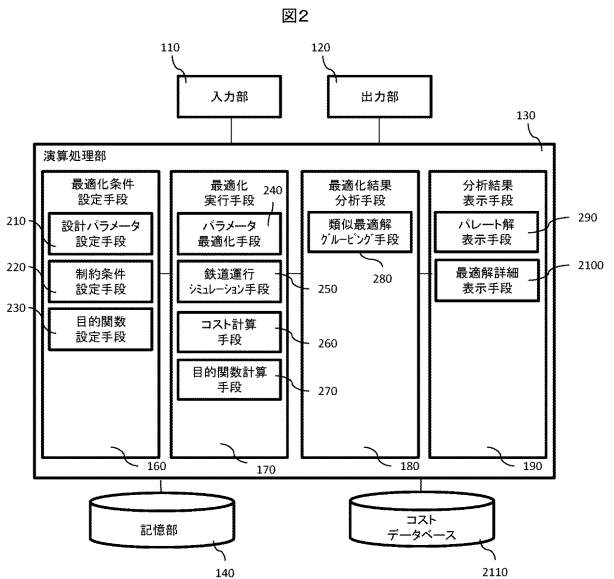 図2
110
120
入力部
出力部
130
演算処理部
最適化条件
設定手段
最適化
実行手段
最適化結果
分析手段
分析結果
表示手段
210
設計パラメータ
設定手段
240
パラメータ
最適化手段
類似最適解
グルーピング手段
280
パレート解
表示手段
290
220
制約条件
設定手段
鉄道運行
シミュレーション手段
250
最適解詳細
表示手段
2100
230
目的関数
設定手段
コスト計算
手段
260
目的関数計算
手段
270
160
170
180
190
記憶部
140
コスト
データベース
2110